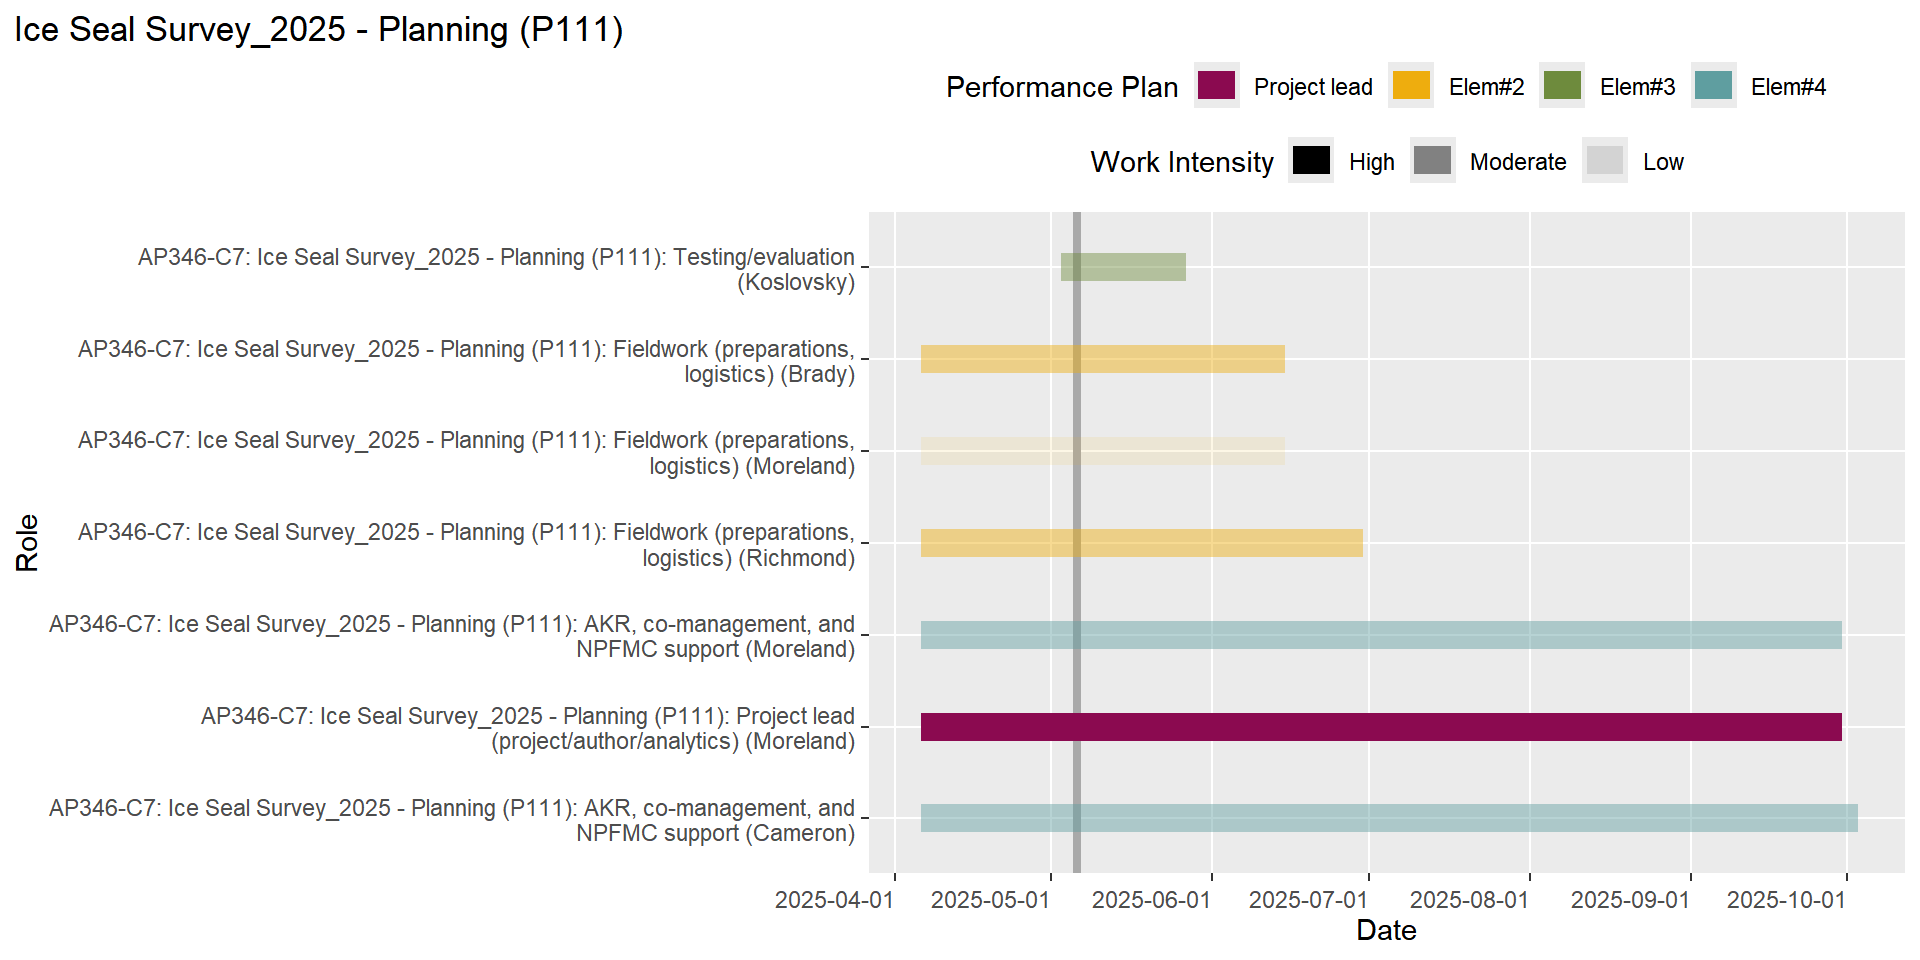 Ice Seal Survey_2025 - Planning (P111)
Performance Plan Project lead Elem#2 Elem#3 Elem#4
Work Intensity High Moderate Low
AP346-C7: Ice Seal Survey_2025 - Planning (P111): Testing/evaluation
(Koslovsky)
AP346-C7: Ice Seal Survey_2025 - Planning (P111): Fieldwork (preparations,
logistics) (Brady)
AP346-C7: Ice Seal Survey_2025 - Planning (P111): Fieldwork (preparations,
logistics) (Moreland)
AP346-C7: Ice Seal Survey_2025 - Planning (P111): Fieldwork (preparations,
logistics) (Richmond)
AP346-C7: Ice Seal Survey_2025 - Planning (P111): AKR, co-management, and
NPFMC support (Moreland)
AP346-C7: Ice Seal Survey_2025 - Planning (P111): Project lead
(project/author/analytics) (Moreland)
AP346-C7: Ice Seal Survey_2025 - Planning (P111): AKR, co-management, and
NPFMC support (Cameron)
Role
2025-04-01 2025-05-01 2025-06-01 2025-07-01 2025-08-01 2025-09-01 2025-10-01
Date